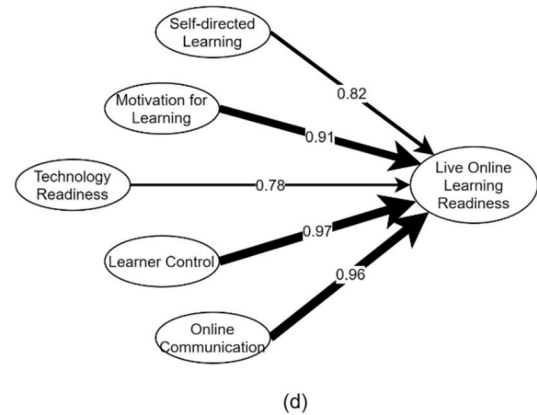 Self-directed
Learning
0.82
Motivation for
Learning
0.91
Technology
Readiness
0.78
Live Online
Learning
Readiness
Learner Control
0.97
0.96
Online
Communication
(d)